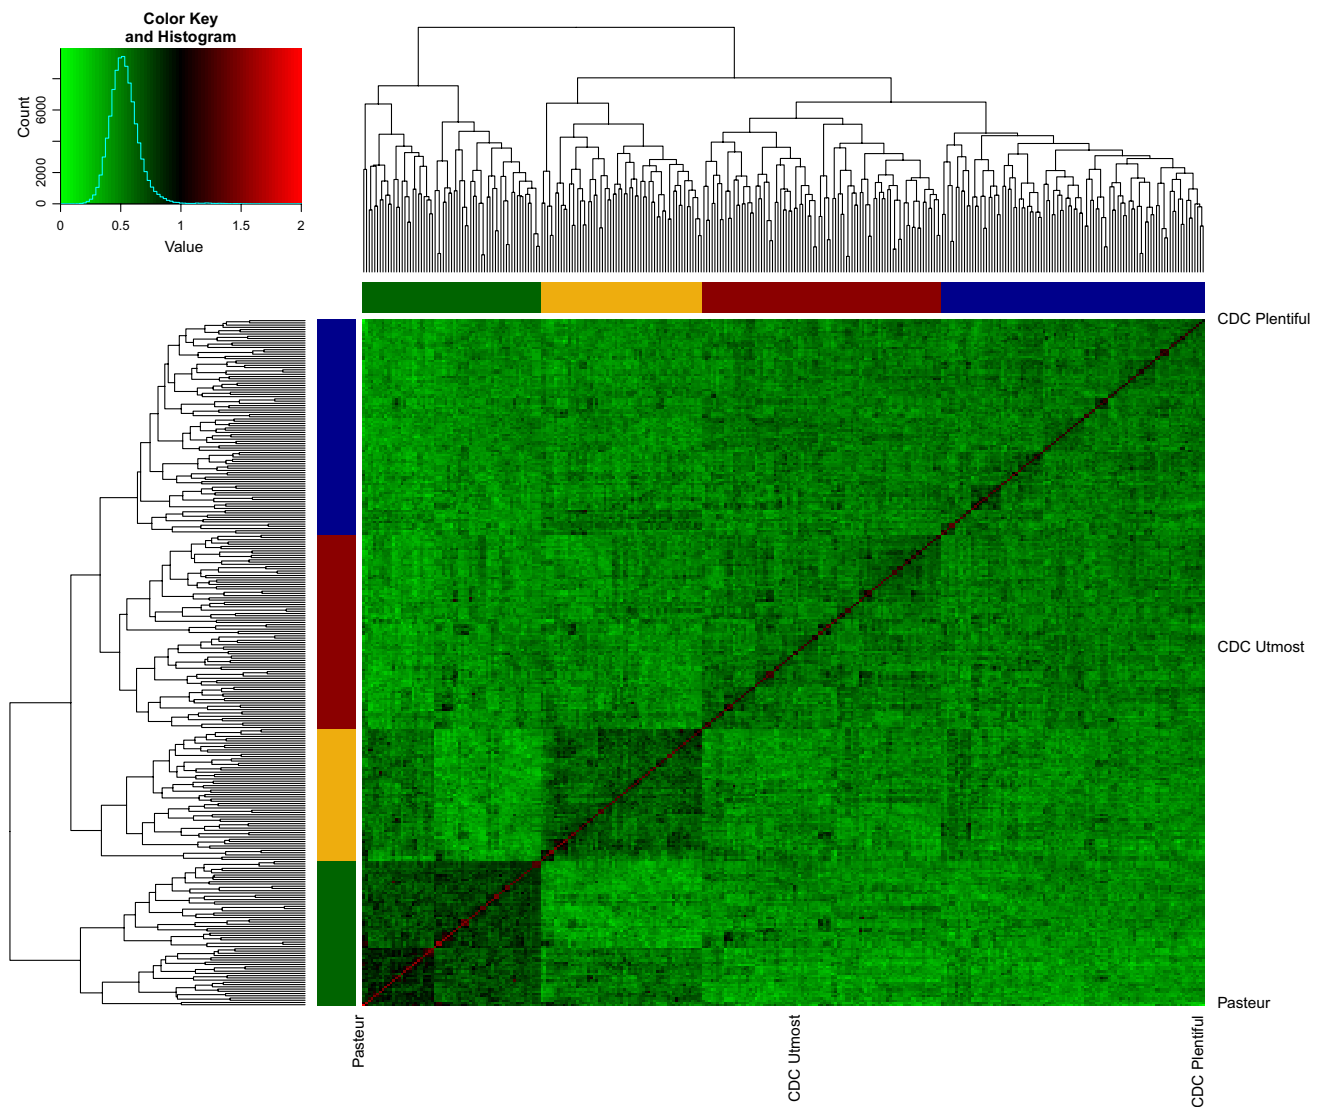 Color Key
and Histogram
Count
0 2000 6000
0 0.5 1 1.5 2
Value
CDC Plentiful
CDC Utmost
Pasteur
Pasteur
CDC Utmost
CDC Plentiful